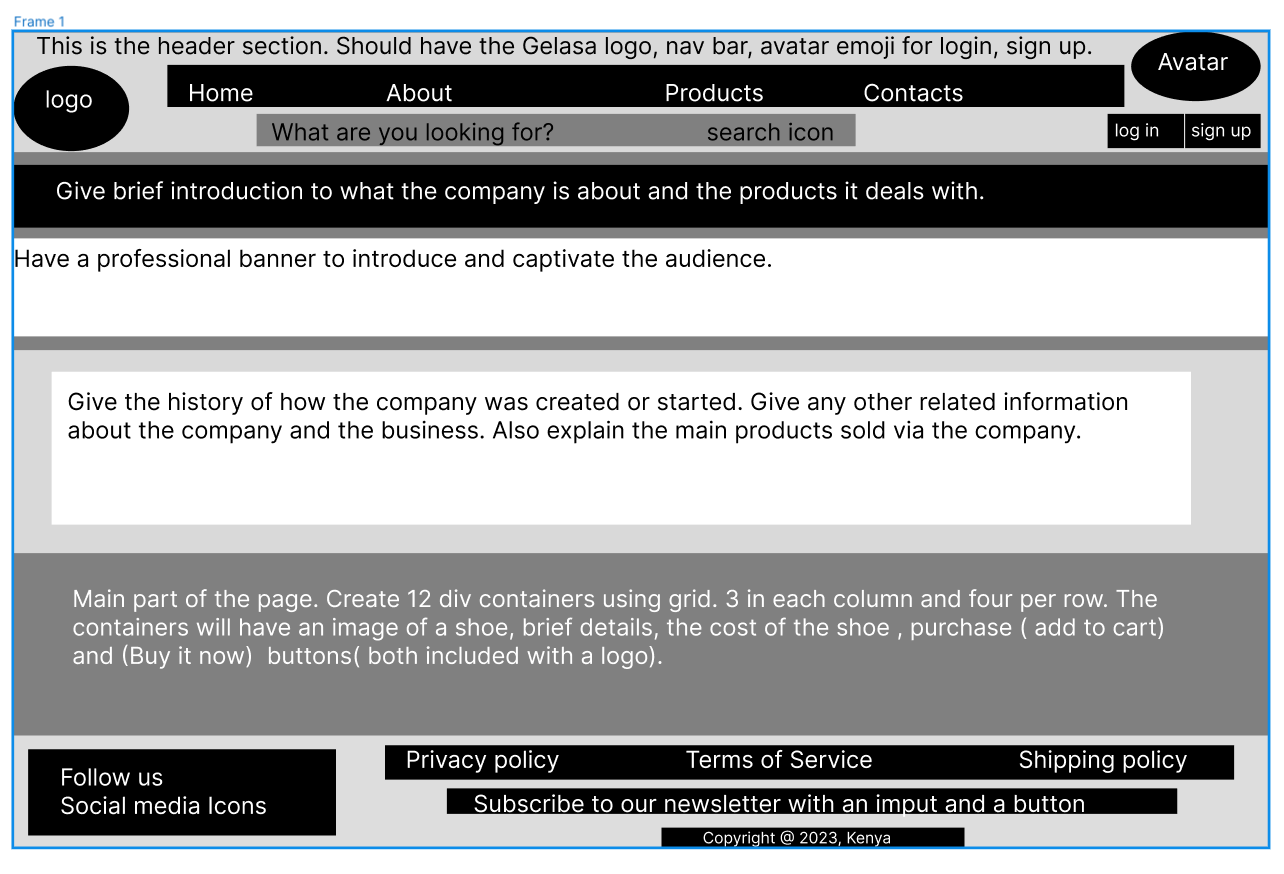 Frame 1
This is the header section. Should have the Gelasa logo, nav bar, avatar emoji for login, sign up.
Avatar
logo
Home About Products Contacts
What are you looking for? search icon
log in sign up
Give brief introduction to what the company is about and the products it deals with.
Have a professional banner to introduce and captivate the audience.
Give the history of how the company was created or started. Give any other related information
about the company and the business. Also explain the main products sold via the company.
Main part of the page. Create 12 div containers using grid. 3 in each column and four per row. The
containers will have an image of a shoe, brief details, the cost of the shoe , purchase ( add to cart)
and (Buy it now)  buttons( both included with a logo).
Follow us
Social media Icons
Privacy policy Terms of Service Shipping policy
Subscribe to our newsletter with an imput and a button
Copyright @ 2023, Kenya